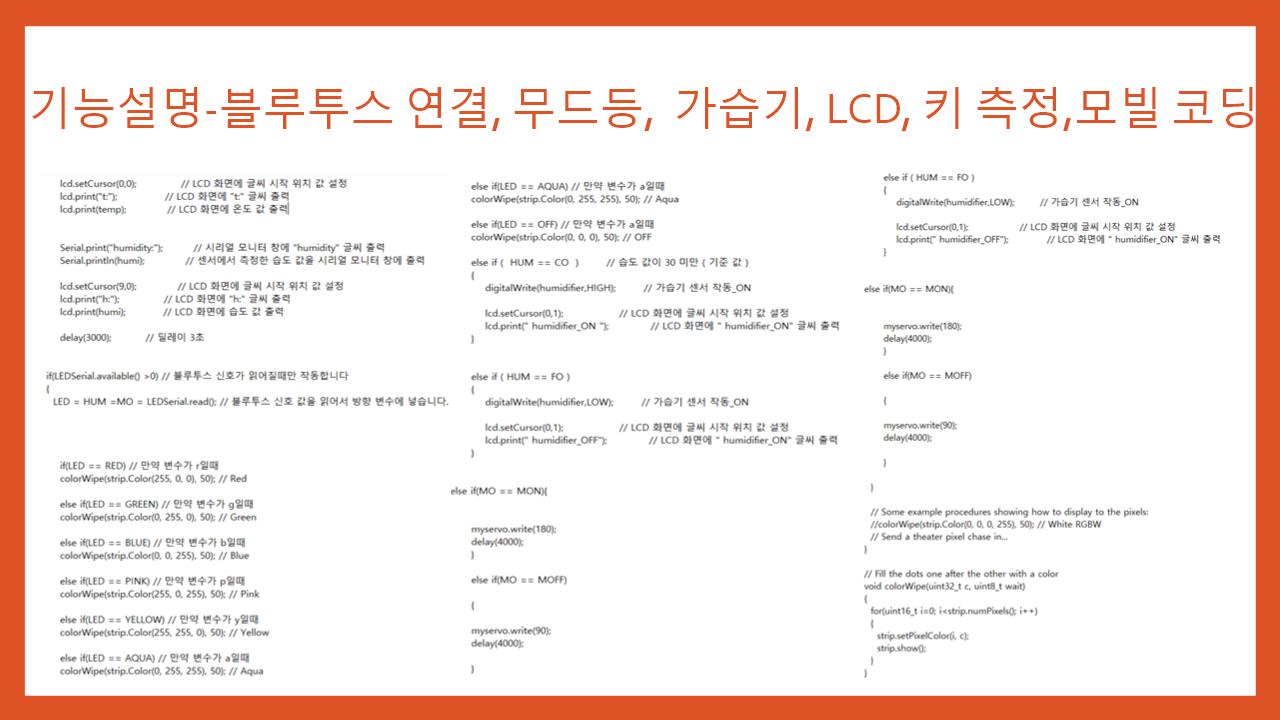 기능설명-블루투스 연결, 무드등, 가습기, LCD, 키 측정,모빌 코딩
lcd.setCursor(0,0); // LCD 화면에 글씨 시작 위치 값 설정
lcd.print("t:"); // LCD 화면에 "t:" 글씨 출력
lcd.print(temp); // LCD 화면에 온도 값 출력
Serial.print("humidity:"); // 시리얼 모니터 창에 "humidity" 글씨 출력
Serial.println(humi); // 센서에서 측정한 습도 값을 시리얼 모니터 창에 출력
lcd.setCursor(9,0); // LCD 화면에 글씨 시작 위치 값 설정
lcd.print("h:"); // LCD 화면에 "h:" 글씨 출력
lcd.print(humi); // LCD 화면에 습도 값 출력
delay(3000); // 딜레이 3초
if(LEDSerial.available() >0) // 블루투스 신호가 읽어질때만 작동합니다
{
LED = HUM =MO = LEDSerial.read(); // 블루투스 신호 값을 읽어서 방향 변수에 넣습니다.
if(LED == RED) // 만약 변수가 r일때
colorWipe(strip.Color(255, 0, 0), 50); // Red
else if(LED == GREEN) // 만약 변수가 g일때
colorWipe(strip.Color(0, 255, 0), 50); // Green
else if(LED == BLUE) // 만약 변수가 b일때
colorWipe(strip.Color(0, 0, 255), 50); // Blue
else if(LED == PINK) // 만약 변수가 p일때
colorWipe(strip.Color(255, 0, 255), 50); // Pink
else if(LED == YELLOW) // 만약 변수가 y일때
colorWipe(strip.Color(255, 255, 0), 50); // Yellow
else if(LED == AQUA) // 만약 변수가 a일때
colorWipe(strip.Color(0, 255, 255), 50); // Aqua
else if(LED == AQUA) // 만약 변수가 a일때
colorWipe(strip.Color(0, 255, 255), 50); // Aqua
else if(LED == OFF) // 만약 변수가 a일때
colorWipe(strip.Color(0, 0, 0), 50); // OFF
else if ( HUM == CO ) // 습도 값이 30 미만 ( 기준 값 )
{
digitalWrite(humidifier,HIGH); // 가습기 센서 작동_ON
lcd.setCursor(0,1); // LCD 화면에 글씨 시작 위치 값 설정
lcd.print(" humidifier_ON "); // LCD 화면에 " humidifier_ON" 글씨 출력
}
else if ( HUM == FO )
{
digitalWrite(humidifier,LOW); // 가습기 센서 작동_ON
lcd.setCursor(0,1); // LCD 화면에 글씨 시작 위치 값 설정
lcd.print(" humidifier_OFF"); // LCD 화면에 " humidifier_ON" 글씨 출력
}
else if(MO == MON){
myservo.write(180);
delay(4000);
}
else if(MO == MOFF)
{
myservo.write(90);
delay(4000);
}
else if ( HUM == FO )
{
digitalWrite(humidifier,LOW); // 가습기 센서 작동_ON
lcd.setCursor(0,1); // LCD 화면에 글씨 시작 위치 값 설정
lcd.print(" humidifier_OFF"); // LCD 화면에 " humidifier_ON" 글씨 출력
}
else if(MO == MON){
myservo.write(180);
delay(4000);
}
else if(MO == MOFF)
{
myservo.write(90);
delay(4000);
}
}
// Some example procedures showing how to display to the pixels:
//colorWipe(strip.Color(0, 0, 0, 255), 50); // White RGBW
// Send a theater pixel chase in...
}
// Fill the dots one after the other with a color
void colorWipe(uint32_t c, uint8_t wait)
{
for(uint16_t i=0; i<strip.numPixels(); i++)
{
strip.setPixelColor(i, c);
strip.show();
}
}